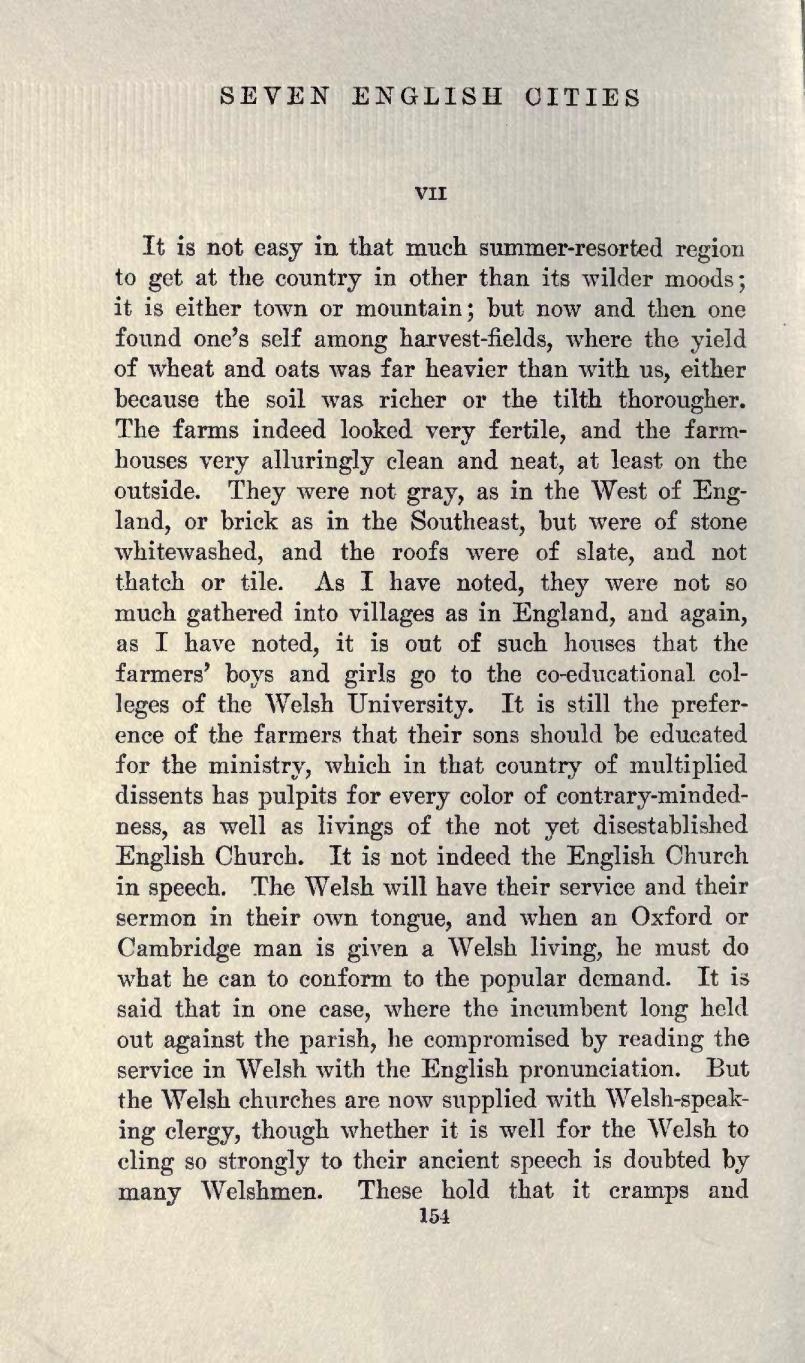 SEVEN ENGLISH CITIES
VII
It is not easy in that much summer-resorted region
to get at the country in other than its wilder moods;
it is either town or mountain; but now and then one
found one's self among harvest-fields, where the yield
of wheat and oats was far heavier than with us, either
because the soil was richer or the tilth thorougher.
The farms indeed looked very fertile, and the farm-
houses very alluringly clean and neat, at least on the
outside. They were not gray, as in the West of Eng-
land, or brick as in the Southeast, but were of stone
whitewashed, and the roofs were of slate, and not
thatch or tile. As I have noted, they were not so
much gathered into villages as in England, and again,
as I have noted, it is out of such houses that the
farmers' boys and girls go to the co-educational col-
leges of the Welsh University. It is still the prefer-
ence of the farmers that their sons should be educated
for the ministry, which in that country of multiplied
dissents has pulpits for every color of contrary-minded-
ness, as well as livings of the not yet disestablished
English Church. It is not indeed the English Church
in speech. The Welsh will have their service and their
sermon in their own tongue, and when an Oxford or
Cambridge man is given a Welsh living, he must do
what he can to conform to the popular demand. It is
said that in one case, where the incumbent long held
out against the parish, he compromised by reading the
service in Welsh with the English pronunciation. But
the Welsh churches are now supplied with Welsh-speak-
ing clergy, though whether it is well for the Welsh to
cling so strongly to their ancient speech is doubted by
many Welshmen. These hold that it cramps and
154